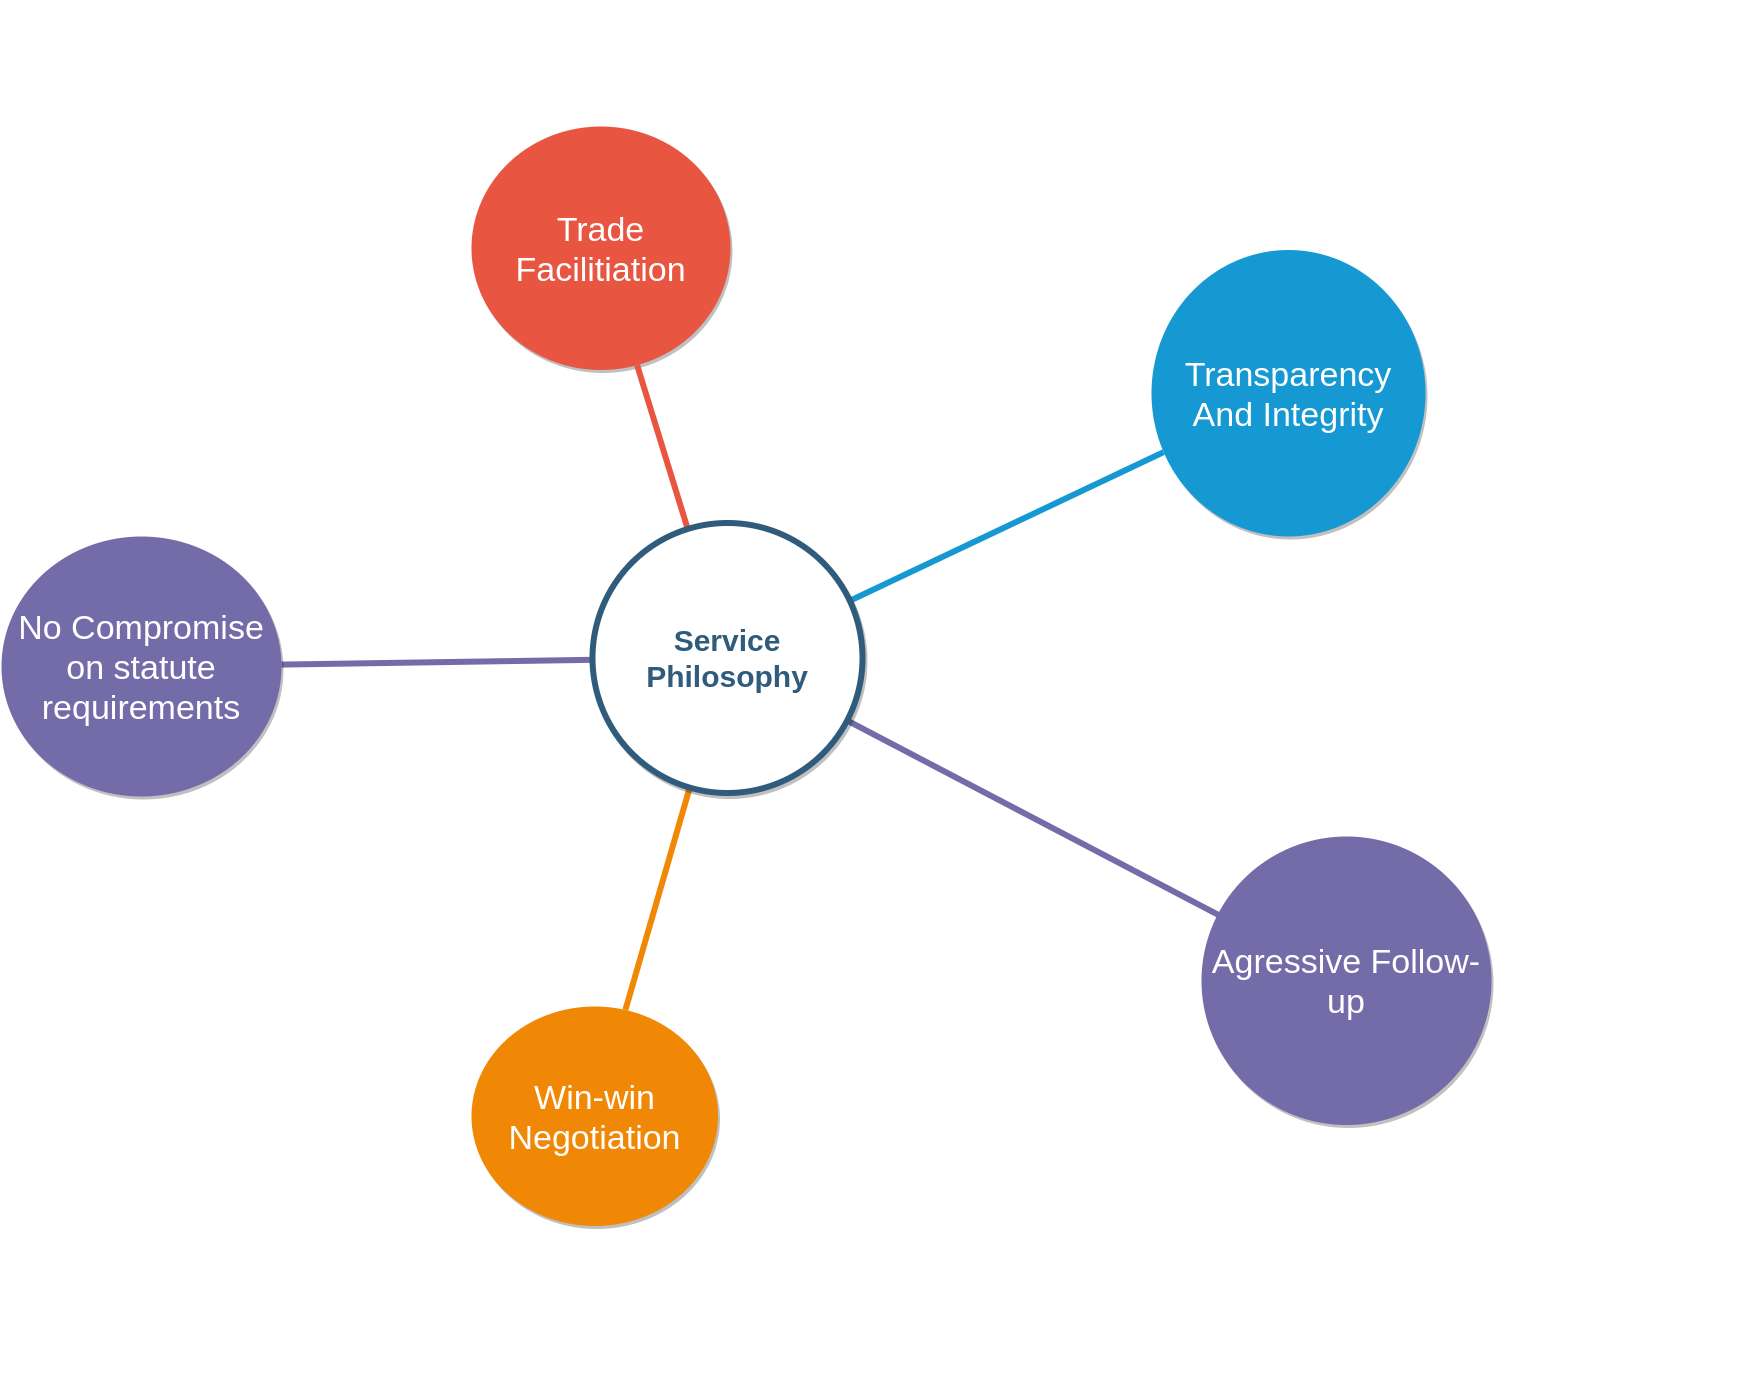 Trade
Facilitiation
Transparency
And Integrity
Service
Philosophy
No Compromise
on statute
requirements
Agressive Follow-
up
Win-win
Negotiation